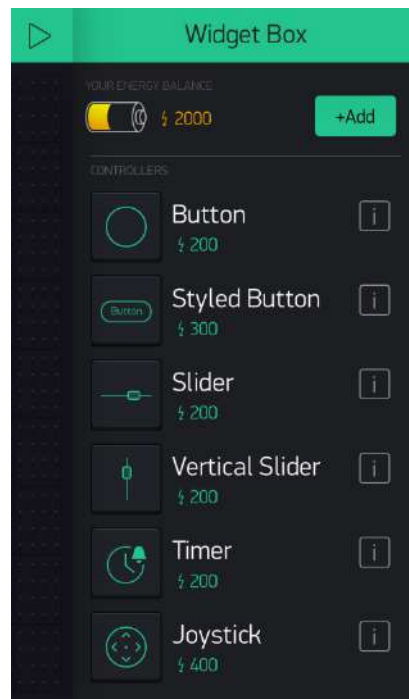 Widget Box
YOUR ENERGY BALANCE
2000
+Add
CONTROLLERS
Button
200
Button
Styled Button
300
Slider
200
Vertical Slider
200
Timer
200
Joystick
400